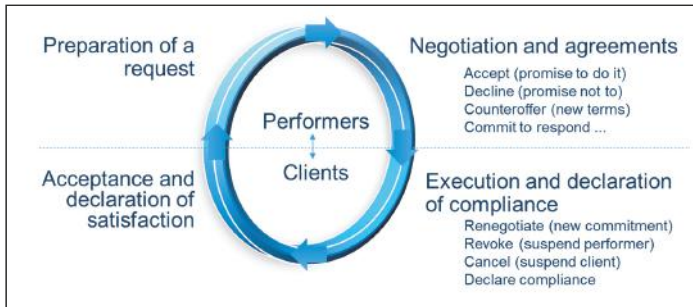 Preparation of a
request
Negotiation and agreements
Accept (promise to do it)
Decline (promise not to)
Counteroffer (new terms)
Commit to respond ...
Performers
Clients
Acceptance and
declaration of
satisfaction
Execution and declaration
of compliance
Renegotiate (new commitment)
Revoke (suspend performer)
Cancel (suspend client)
Declare compliance